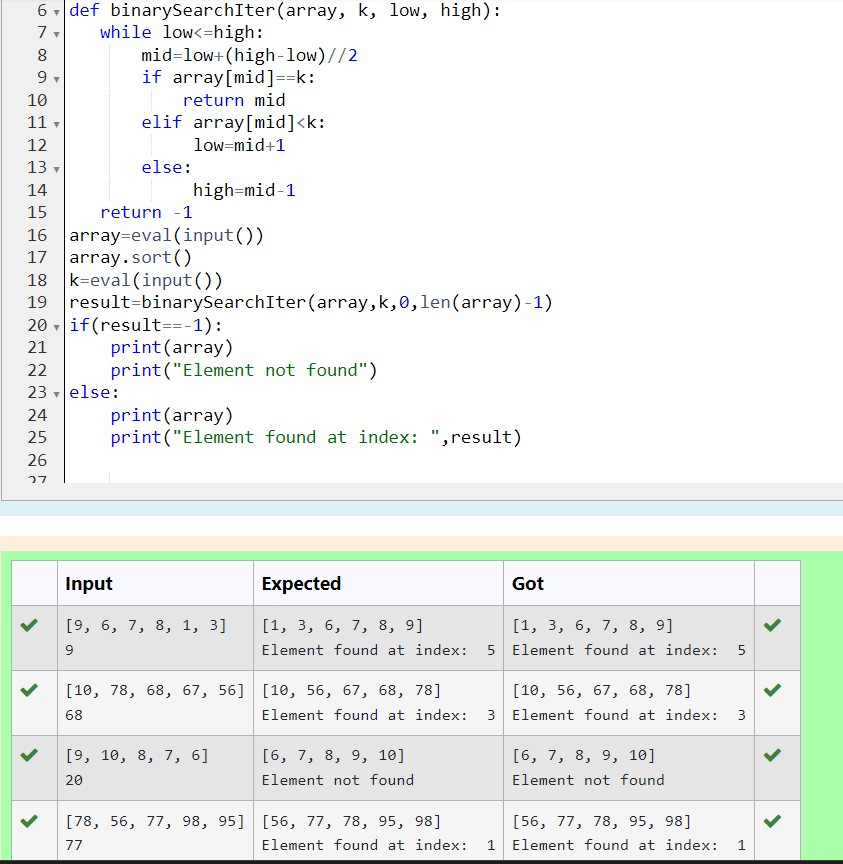 6 def binarySearchIter(array, k, low, high):
7 while low<=high:
8 mid=low+(high-low)//2
9 if array[mid]==k:
10 return mid
11 elif array[mid]<k:
12 low=mid+1
13 else:
14 high=mid-1
15 return -1
16 array=eval(input())
17 array.sort()
18 k=eval(input())
19 result=binarySearchIter(array,k,0,len(array)-1)
20 if(result==-1):
21 print(array)
22 print("Element not found")
23 else:
24 print(array)
25 print("Element found at index: ",result)
26
27
Input Expected Got
[9, 6, 7, 8, 1, 3] [1, 3, 6, 7, 8, 9] [1, 3, 6, 7, 8, 9]
9 Element found at index:  5 Element found at index:  5
[10, 78, 68, 67, 56] [10, 56, 67, 68, 78] [10, 56, 67, 68, 78]
68 Element found at index:  3 Element found at index:  3
[9, 10, 8, 7, 6] [6, 7, 8, 9, 10] [6, 7, 8, 9, 10]
20 Element not found Element not found
[78, 56, 77, 98, 95] [56, 77, 78, 95, 98] [56, 77, 78, 95, 98]
77 Element found at index:  1 Element found at index:  1